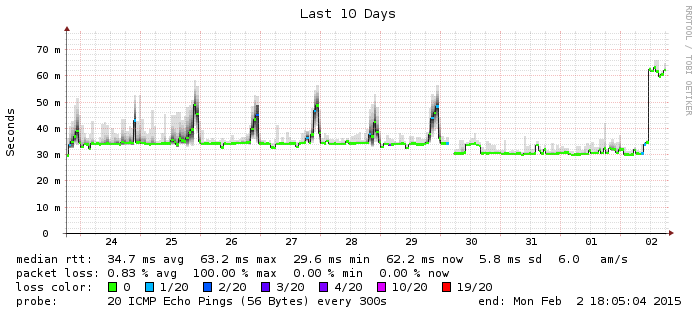 Last 10 Days
RRDTOOL / TOBI OETIKER
Seconds
70 m
60 m
50 m
40 m
30 m
20 m
10 m
0
24 25 26 27 28 29 30 31 01 02
median rtt: 34.7 ms avg 63.2 ms max 29.6 ms min 62.2 ms now 5.8 ms sd 6.0 am/s
packet loss: 0.83 % avg 100.00 % max 0.00 % min 0.00 % now
loss color: 0 1/20 2/20 3/20 4/20 10/20 19/20
probe: 20 ICMP Echo Pings (56 Bytes) every 300s end: Mon Feb 2 18:05:04 2015